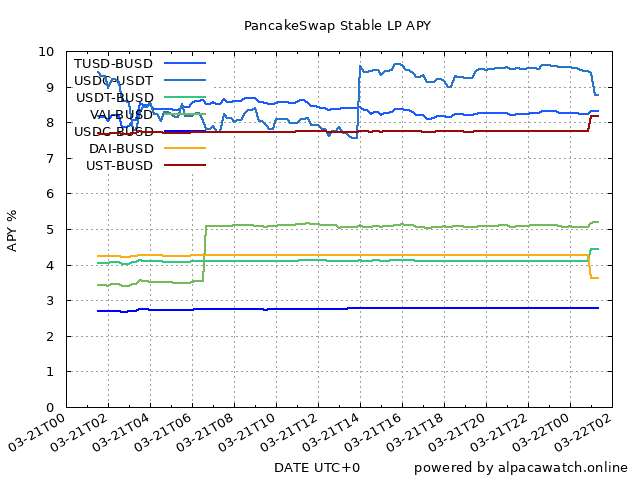 PancakeSwap Stable LP APY
10
9
8
7
6
5
4
3
2
1
0
APY %
TUSD-BUSD
USDC-USDT
USDT-BUSD
VAI-BUSD
USDC-BUSD
DAI-BUSD
UST-BUSD
03-21T00
03-21T02
03-21T04
03-21T06
03-21T08
03-21T10
03-21T12
03-21T14
03-21T16
03-21T18
03-21T20
03-21T22
03-22T00
03-22T02
DATE UTC+0
powered by alpacawatch.online